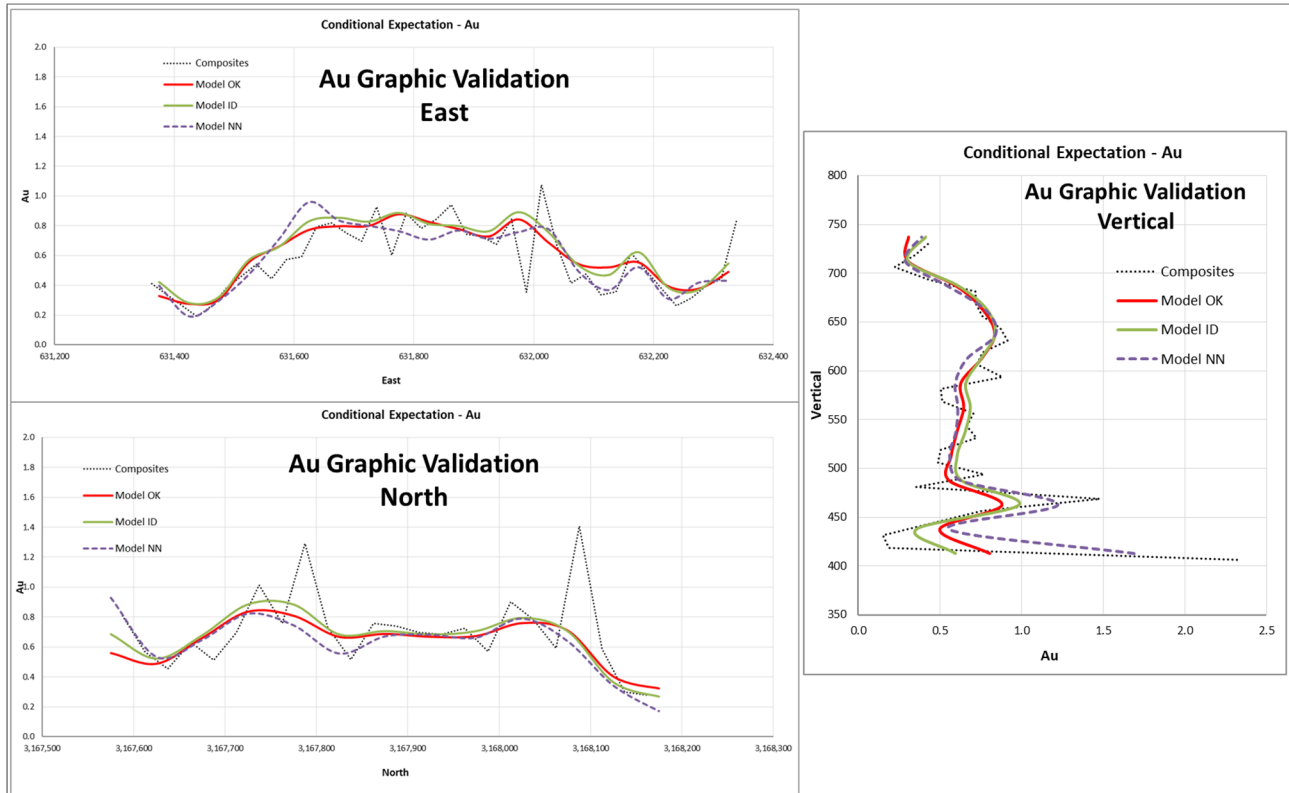 Conditional Expectation - Au
Au Graphic Validation
East
Composites
Model OK
Model ID
Model NN
2.0
1.8
1.6
1.4
1.2
1.0
0.8
0.6
0.4
0.2
0.0
Au
631,200
631,400
631,600
631,800
632,000
632,200
632,400
East
Conditional Expectation - Au
Au Graphic Validation
North
Composites
Model OK
Model ID
Model NN
2.0
1.8
1.6
1.4
1.2
1.0
0.8
0.6
0.4
0.2
0.0
Au
3,167,500
3,167,600
3,167,700
3,167,800
3,167,900
3,168,000
3,168,100
3,168,200
3,168,300
North
Conditional Expectation - Au
Au Graphic Validation
Vertical
Composites
Model OK
Model ID
Model NN
800
750
700
650
600
550
500
450
400
350
Vertical
0.0
0.5
1.0
1.5
2.0
2.5
Au